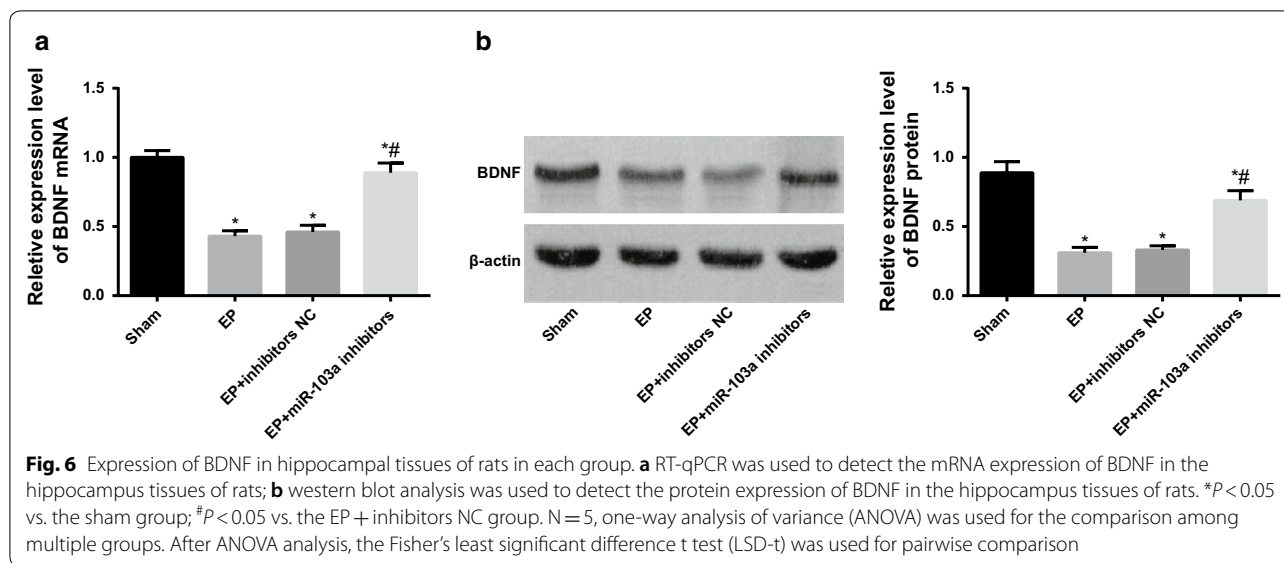 a
Reletive expression level
of BDNF mRNA
1.5
1.0
0.5
0.0
*
*
*#
Sham
EP
EP+inhibitors NC
EP+miR-103a inhibitors
b
BDNF
β-actin
Sham
EP
EP+inhibitors NC
EP+miR-103a inhibitors
Reletive expression level
of BDNF protein
1.5
1.0
0.5
0.0
*
*
*#
Sham
EP
EP+inhibitors NC
EP+miR-103a inhibitors
Fig. 6 Expression of BDNF in hippocampal tissues of rats in each group. a RT-qPCR was used to detect the mRNA expression of BDNF in the
hippocampus tissues of rats; b western blot analysis was used to detect the protein expression of BDNF in the hippocampus tissues of rats. *P < 0.05
vs. the sham group; #P < 0.05 vs. the EP + inhibitors NC group. N = 5, one-way analysis of variance (ANOVA) was used for the comparison among
multiple groups. After ANOVA analysis, the Fisher's least significant difference t test (LSD-t) was used for pairwise comparison